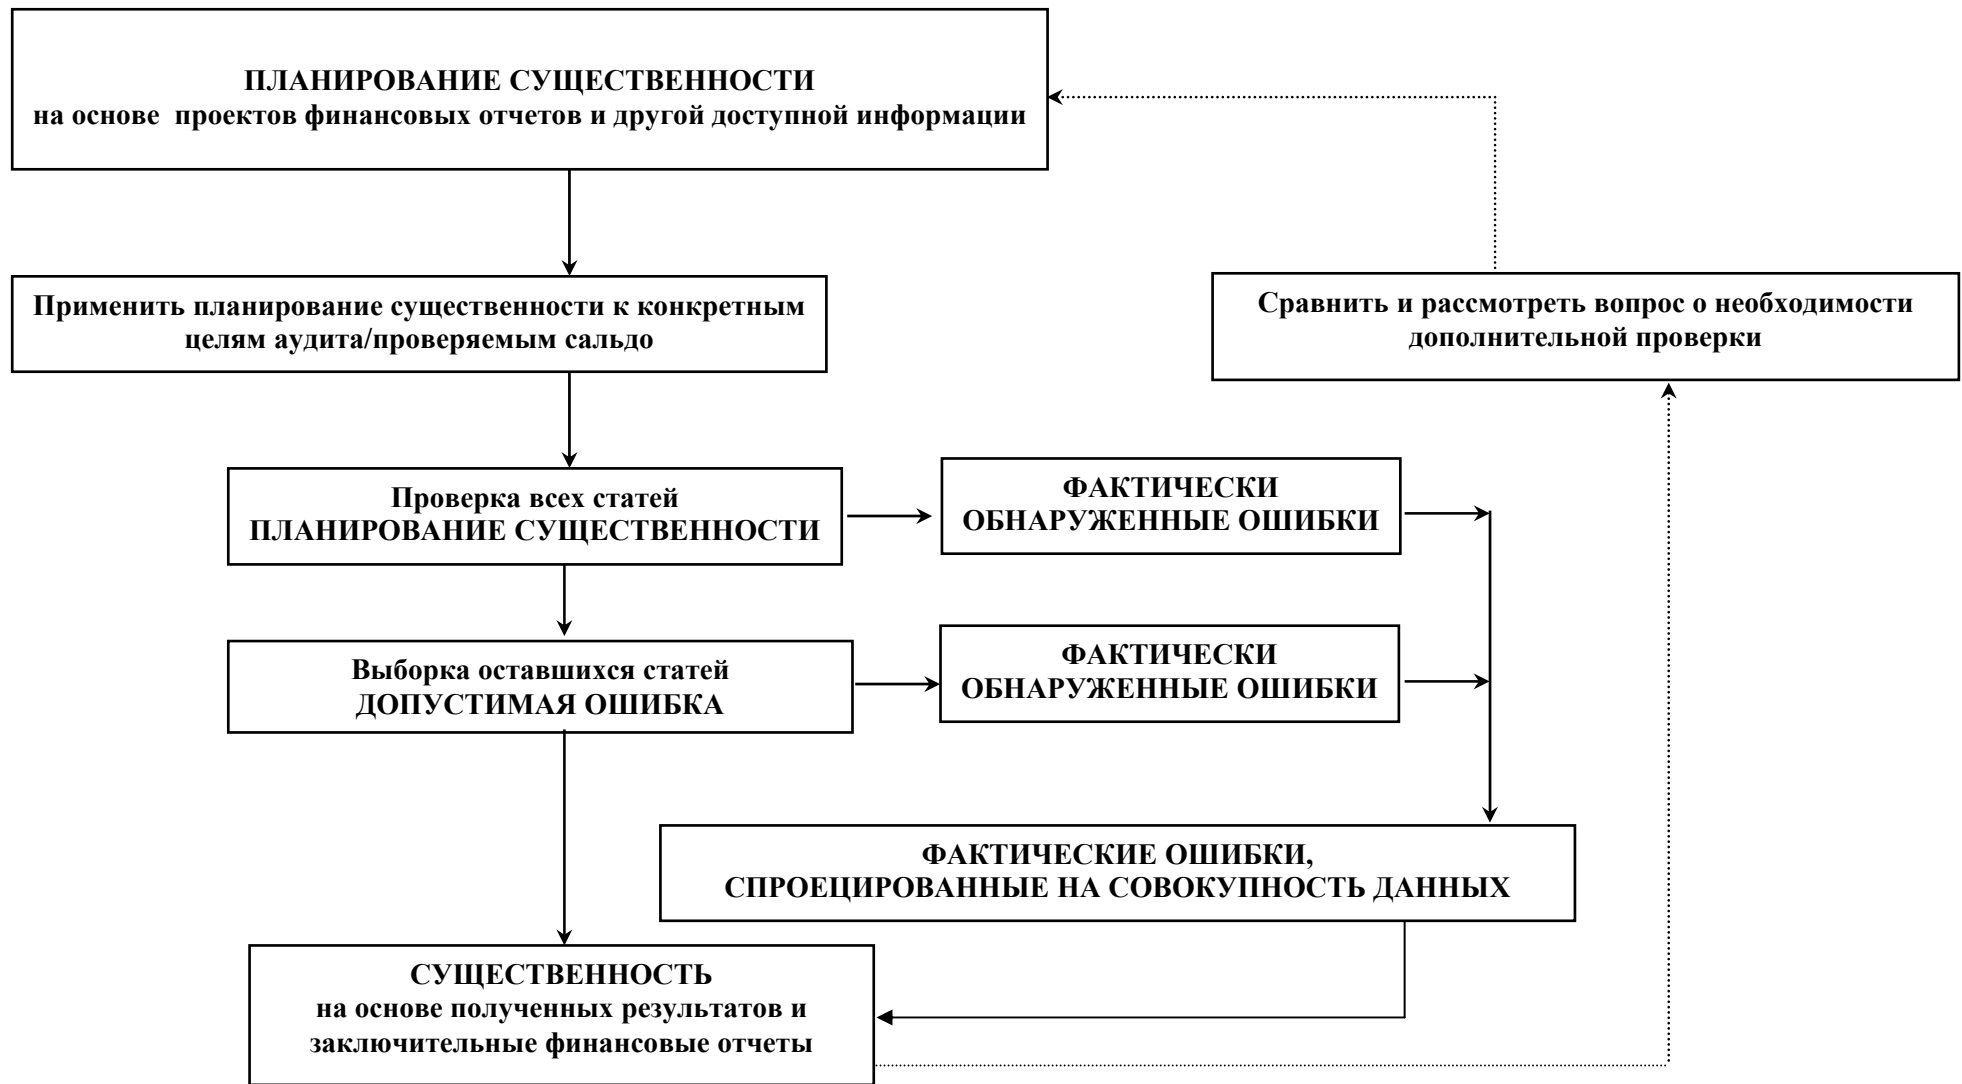 ПЛАНИРОВАНИЕ СУЩЕСТВЕННОСТИ
на основе проектов финансовых отчетов и другой доступной информации
Применить планирование существенности к конкретным
целям аудита/проверяемым сальдо
Сравнить и рассмотреть вопрос о необходимости
дополнительной проверки
Проверка всех статей
ПЛАНИРОВАНИЕ СУЩЕСТВЕННОСТИ
ФАКТИЧЕСКИ
ОБНАРУЖЕННЫЕ ОШИБКИ
Выборка оставшихся статей
ДОПУСТИМАЯ ОШИБКА
ФАКТИЧЕСКИ
ОБНАРУЖЕННЫЕ ОШИБКИ
ФАКТИЧЕСКИЕ ОШИБКИ,
СПРОЕЦИРОВАННЫЕ НА СОВОКУПНОСТЬ ДАННЫХ
СУЩЕСТВЕННОСТЬ
на основе полученных результатов и
заключительные финансовые отчеты